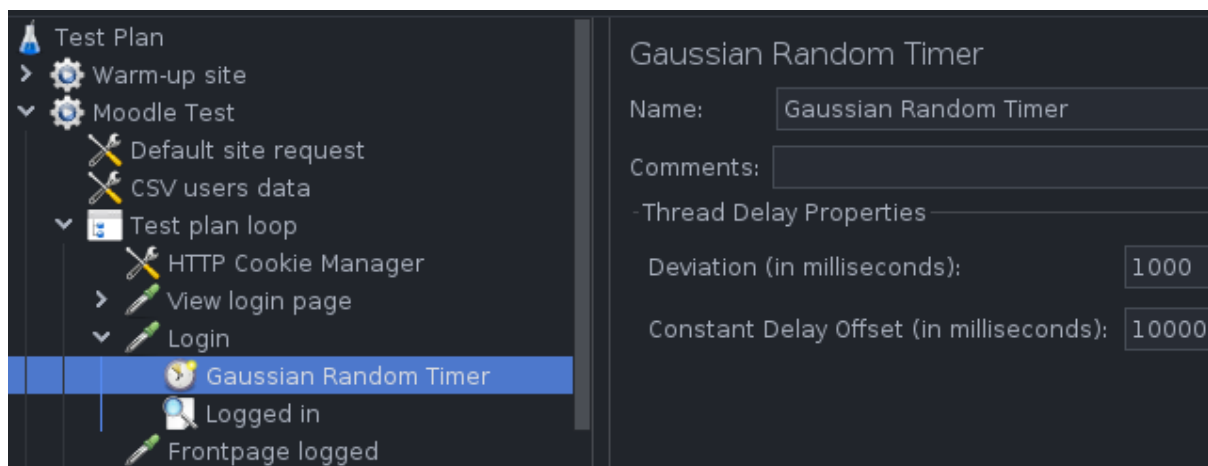 Test Plan
Warm-up site
Moodle Test
Default site request
CSV users data
Test plan loop
HTTP Cookie Manager
View login page
Login
Gaussian Random Timer
Logged in
Frontpage logged
Gaussian Random Timer
Name: Gaussian Random Timer
Comments:
Thread Delay Properties
Deviation (in milliseconds): 1000
Constant Delay Offset (in milliseconds): 10000